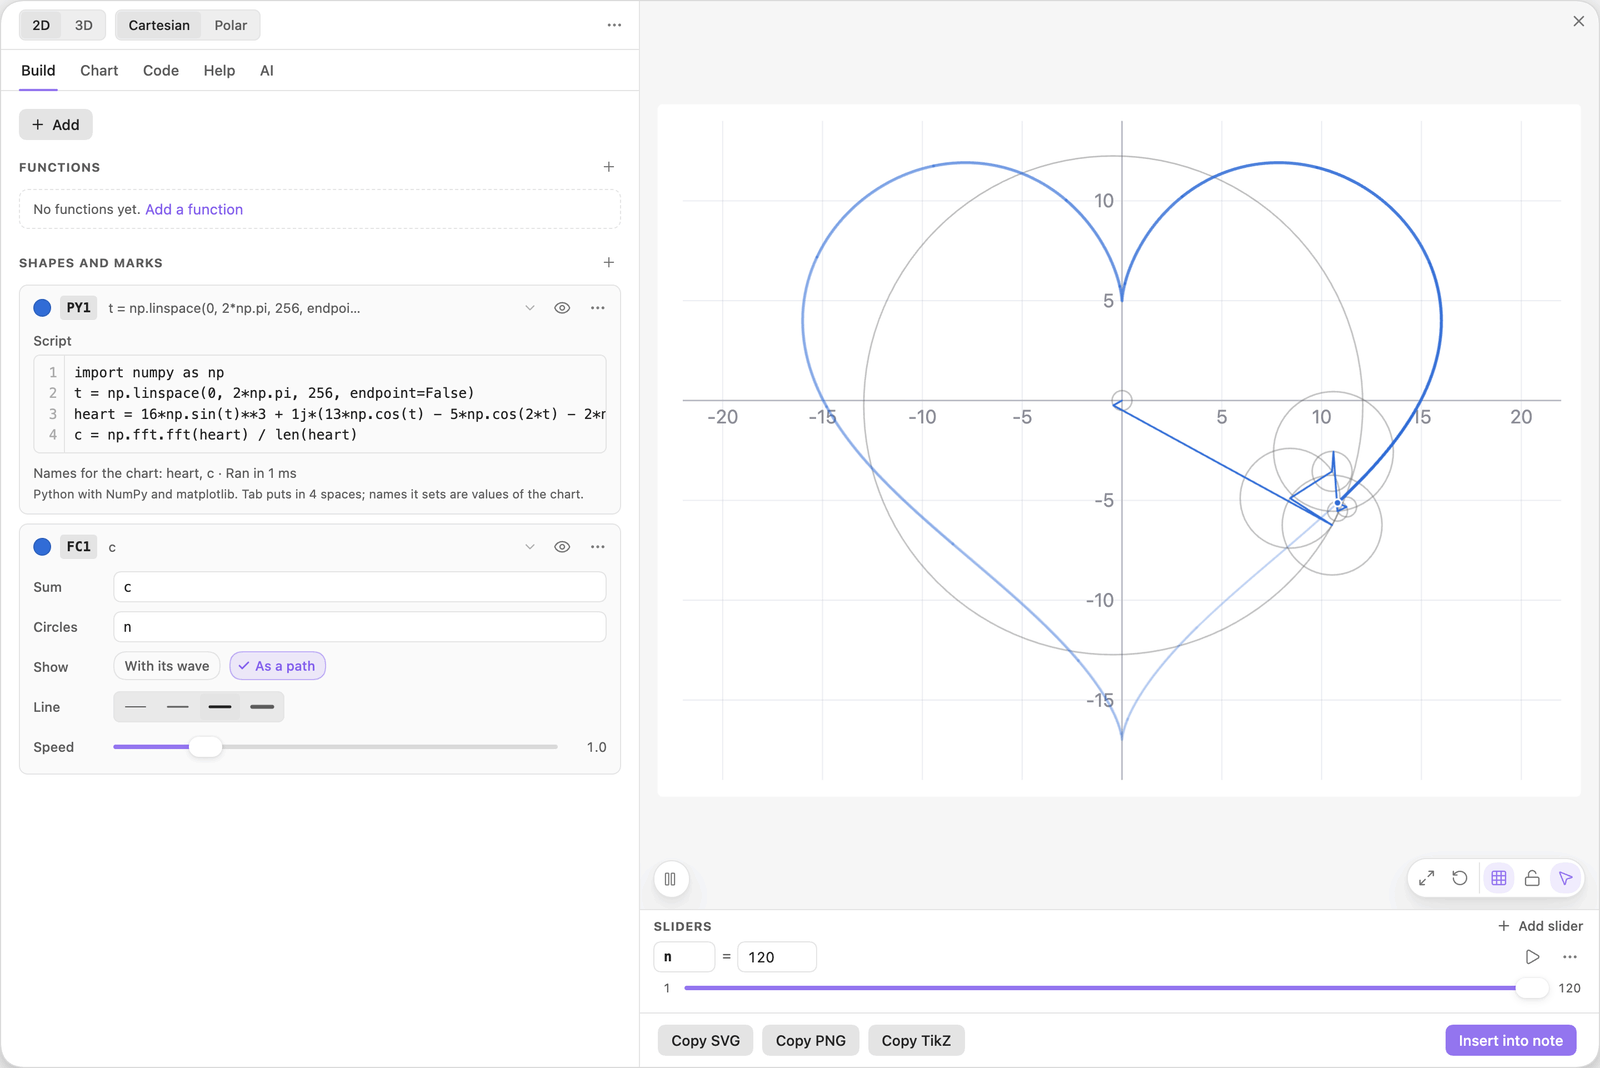 2D 3D Cartesian Polar
Build Chart Code Help AI
Add
FUNCTIONS
No functions yet. Add a function
SHAPES AND MARKS
PY1 t = np.linspace(0, 2*np.pi, 256, endpoi...
Script
1 import numpy as np
2 t = np.linspace(0, 2*np.pi, 256, endpoint=False)
3 heart = 16*np.sin(t)**3 + 1j*(13*np.cos(t) − 5*np.cos(2*t) − 2*
4 c = np.fft.fft(heart) / len(heart)
Names for the chart: heart, c · Ran in 1 ms
Python with NumPy and matplotlib. Tab puts in 4 spaces; names it sets are values of the chart.
FC1 c
Sum c
Circles n
Show With its wave As a path
Line
Speed 1.0
10
5
-20 -15 -10 -5 5 10 15 20
-5
-10
-15
SLIDERS Add slider
n = 120
1 120
Copy SVG Copy PNG Copy TikZ Insert into note